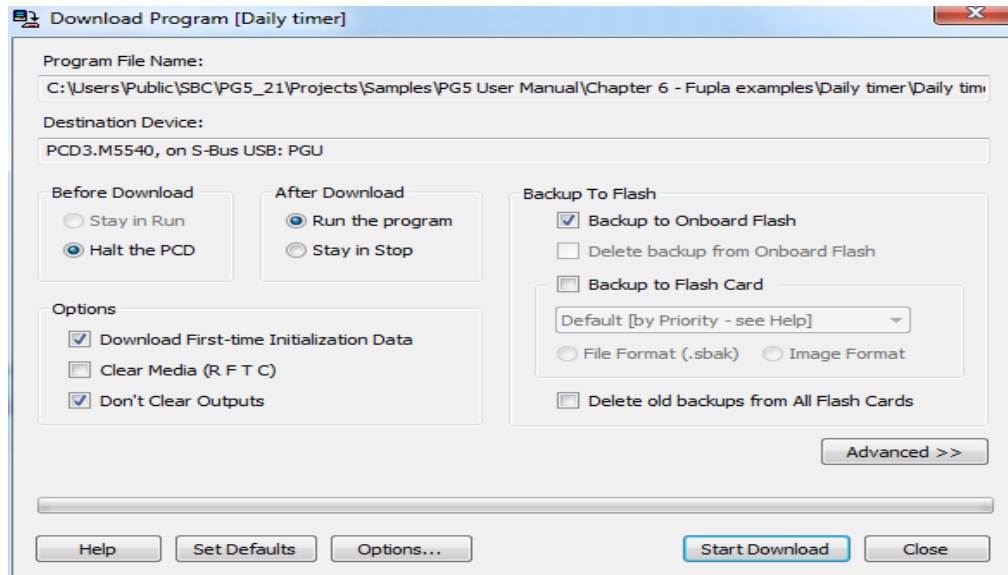 Download Program [Daily timer]
Program File Name:
C:\Users\Public\SBC\PG5_21\Projects\Samples\PG5 User Manual\Chapter 6 - Fupla examples\Daily timer\Daily time
Destination Device:
PCD3.M5540, on S-Bus USB: PGU
Before Download
Stay in Run
Halt the PCD
After Download
Run the program
Stay in Stop
Options
Download First-time Initialization Data
Clear Media (R F T C)
Don't Clear Outputs
Backup To Flash
Backup to Onboard Flash
Delete backup from Onboard Flash
Backup to Flash Card
Default [by Priority - see Help]
File Format (.sbak) Image Format
Delete old backups from All Flash Cards
Advanced >>
Help Set Defaults Options... Start Download Close